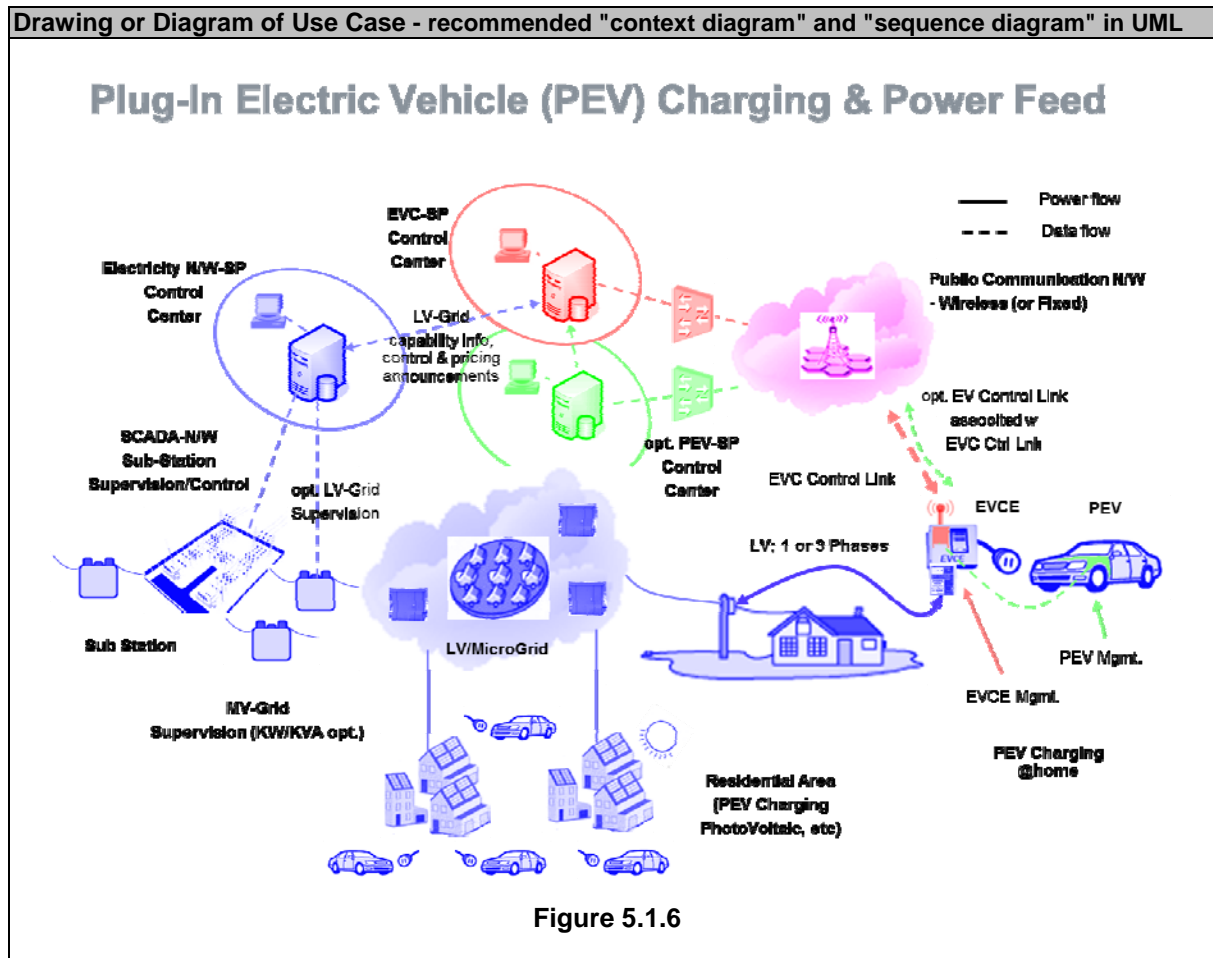 Drawing or Diagram of Use Case - recommended "context diagram" and "sequence diagram" in UML
Plug-In Electric Vehicle (PEV) Charging & Power Feed
Power flow
Data flow
EVC-SP
Control
Center
Electricity N/W-SP
Control
Center
Public Communication N/W
- Wireless (or Fixed)
LV-Grid
capability Info,
control & pricing
announcements
opt. EV Control Link
assecited w
EVC Ctrl Lnk
SCADA-N/W
Sub-Station
Supervision/Control
opt. PEV-SP
Control
Center
opt. LV-Grid
Supervision
EVC Control Link
EVCE
PEV
LV; 1 or 3 Phases
EVCE
Sub Station
LV/MicroGrid
PEV Mgmt.
EVCE Mgmt.
MV-Grid
Supervision (KW/KVA opt.)
PEV Charging
@home
Residential Area
(PEV Charging
PhotoVoltaic, etc)
Figure 5.1.6